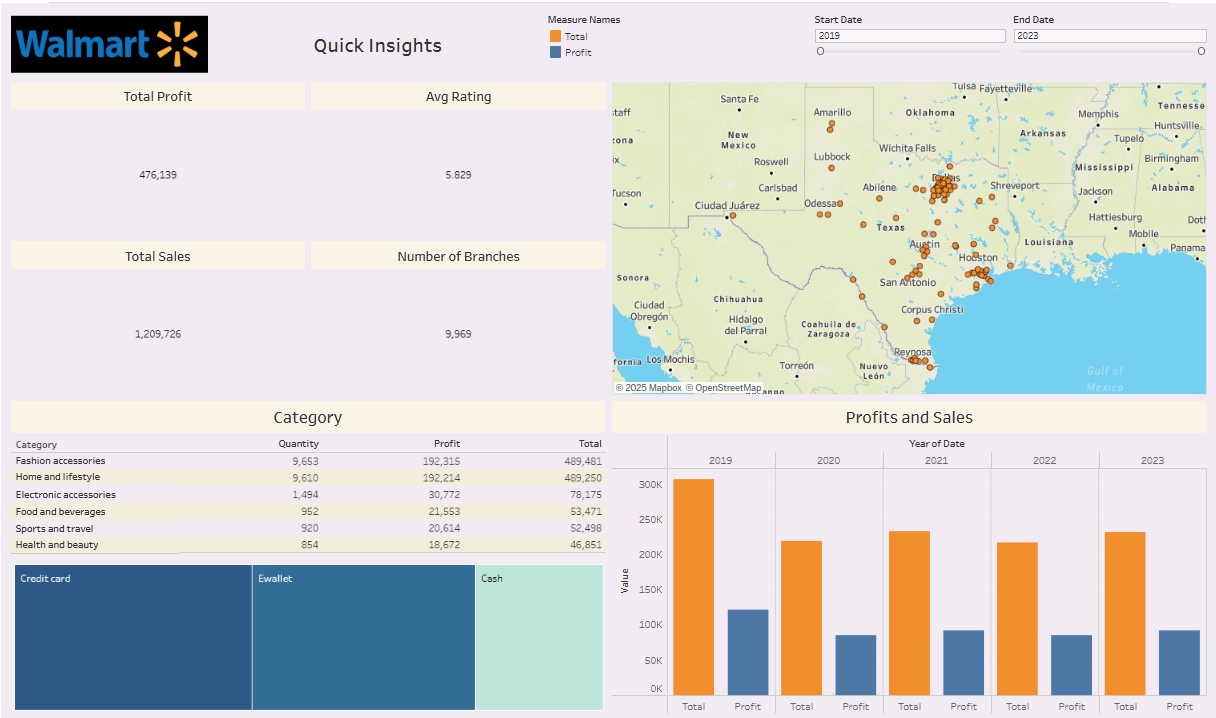 Walmart
Quick Insights
Measure Names
Total
Profit
Start Date
2019
End Date
2023
Total Profit
Avg Rating
476,139
5.829
Total Sales
Number of Branches
1,209,726
9,969
Tulsa
Fayetteville
Santa Fe
Amarillo
Oklahoma
Memphis
Tennesse
taff
Huntsville
Arkansas
zona
New
Mexico
Wichita Falls
Tupelo
ix
Lubbock
Birmingham
Roswell
Dallas
Mississippi
Carlsbad
Abilene
Shreveport
Jackson
Alabama
Tucson
Ciudad Juárez
Odessa
Texas
Hattiesburg
Doth
Austin
Louisiana
Mobile
Panama
Houston
Sonora
San Antonio
Chihuahua
Ciudad
Obregón
Hidalgo
del Parral
Coahuila de
Zaragoza
Corpus Christi
Reynosa
fornia
Los Mochis
Torreón
Nuevo
León
Gulf of
Mexico
© 2025 Mapbox © OpenStreetMap
Category
Category Quantity Profit Total
Fashion accessories 9,653 192,315 489,481
Home and lifestyle 9,610 192,214 489,250
Electronic accessories 1,494 30,772 78,175
Food and beverages 952 21,553 53,471
Sports and travel 920 20,614 52,498
Health and beauty 854 18,672 46,851
Credit card
Ewallet
Cash
Profits and Sales
Year of Date
2019 2020 2021 2022 2023
Value
300K
250K
200K
150K
100K
50K
0K
Total Profit Total Profit Total Profit Total Profit Total Profit